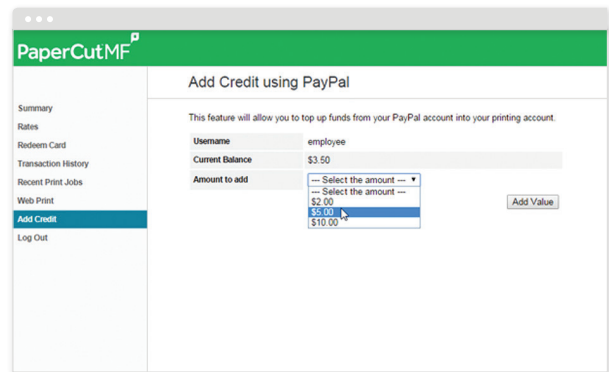 PaperCutMF
Add Credit using PayPal
Summary
Rates
Redeem Card
Transaction History
Recent Print Jobs
Web Print
Add Credit
Log Out
This feature will allow you to top up funds from your PayPal account into your printing account.
Username employee
Current Balance $3.50
Amount to add --- Select the amount ---
--- Select the amount ---
$2.00
$5.00
$10.00
Add Value